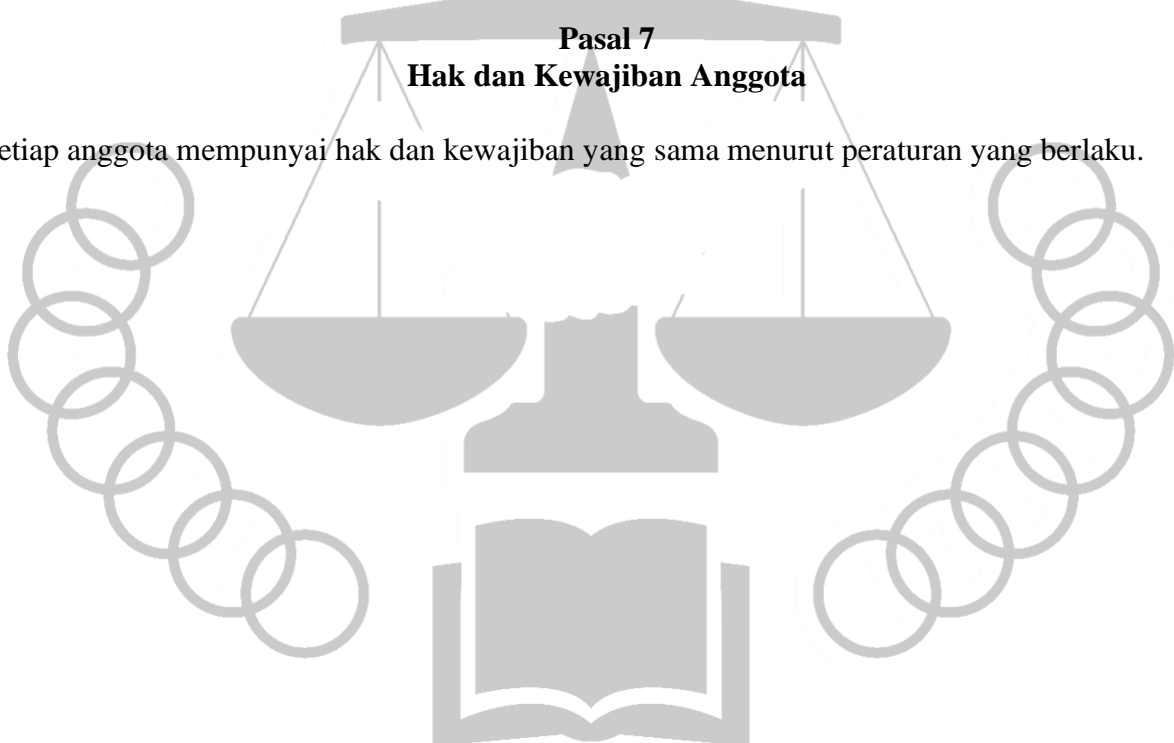 Pasal 7
Hak dan Kewajiban Anggota
etiap anggota mempunyai hak dan kewajiban yang sama menurut peraturan yang berlaku.